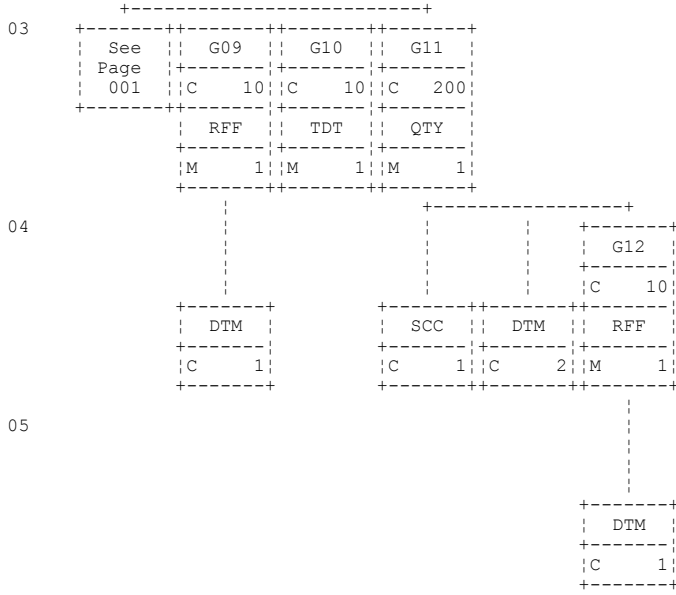 03
See G09 G10 G11
Page
001 C 10 C 10 C 200
RFF TDT QTY
M 1 M 1 M 1
04
G12
C 10
DTM SCC DTM RFF
C 1 C 1 C 2 M 1
05
DTM
C 1